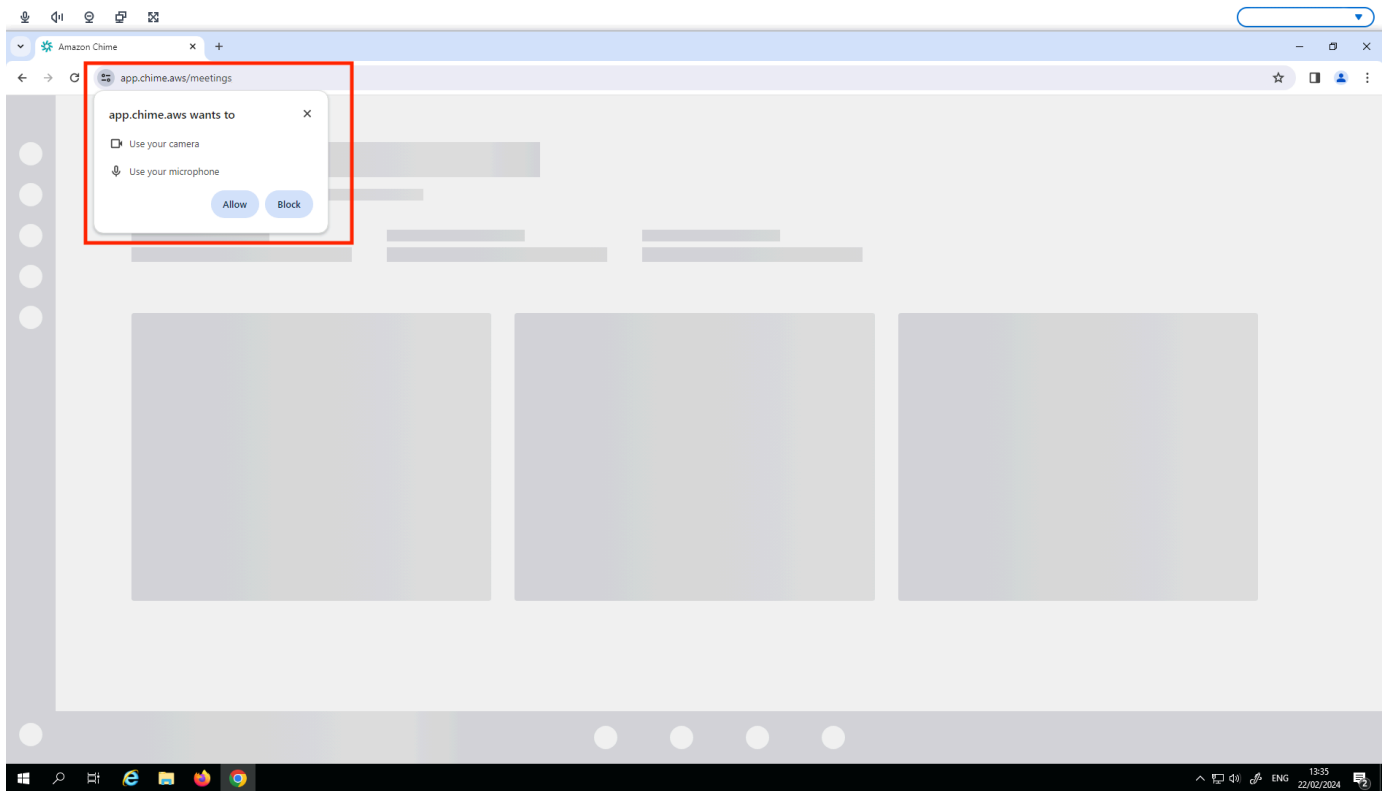 Amazon Chime
app.chime.aws/meetings
app.chime.aws wants to
Use your camera
Use your microphone
Allow Block
ENG 13:35
22/02/2024
2